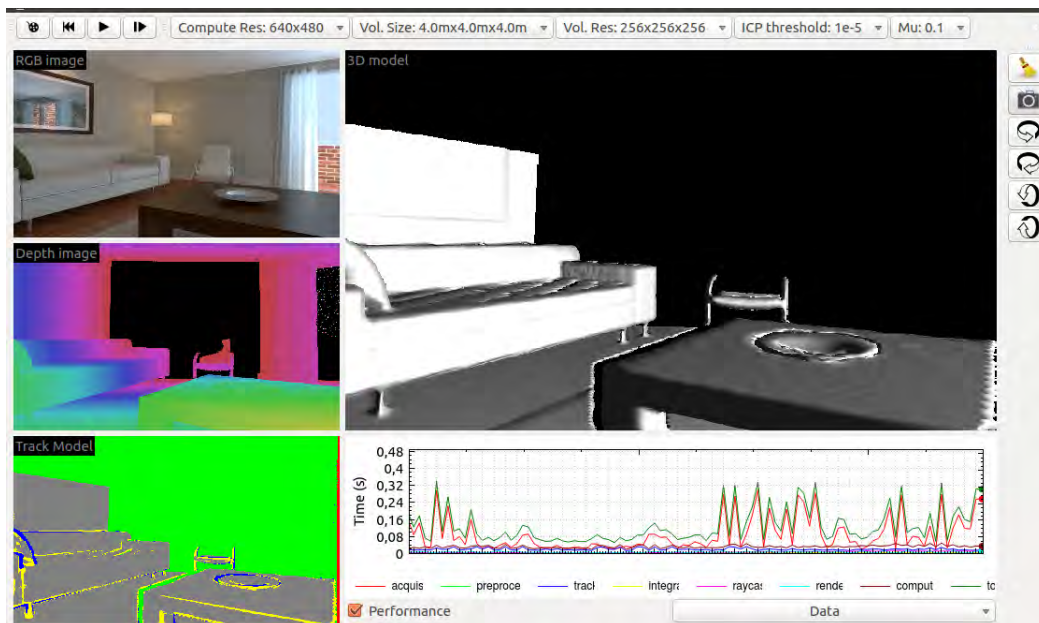 Compute Res: 640x480
Vol. Size: 4.0mx4.0mx4.0m
Vol. Res: 256x256x256
ICP threshold: 1e-5
Mu: 0.1
RGB image
3D model
Depth image
Track Model
0,48
0,4
0,32
0,24
0,16
0,08
0
Time (s)
acquis
preproce
tracl
integra
rayca
rende
comput
to
Performance
Data